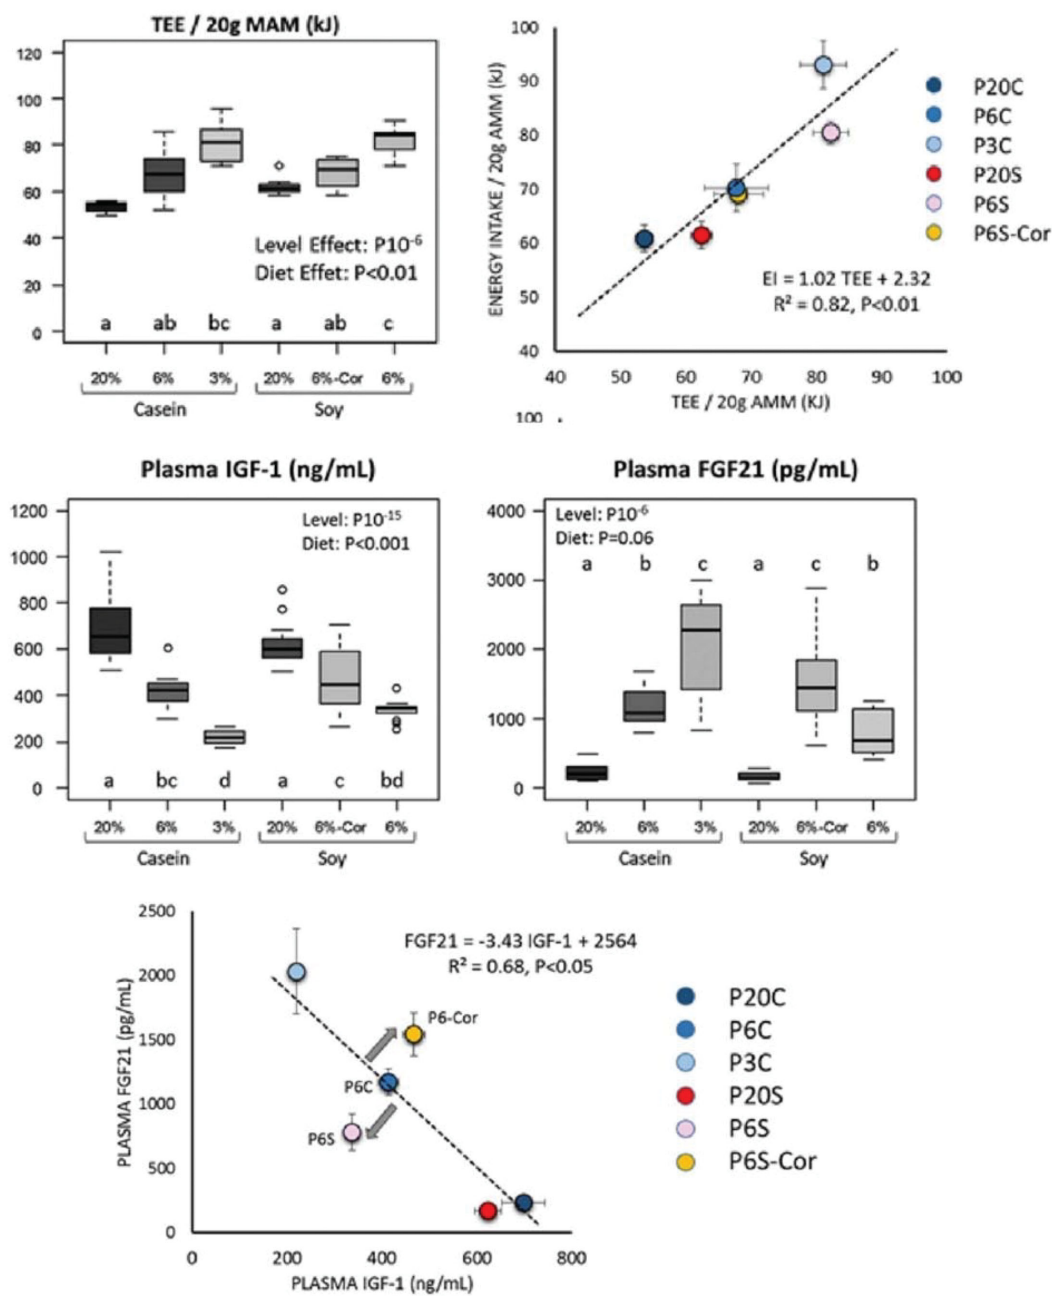 TEE / 20g MAM (kJ)
120
100
80
60
40
20
0
Level Effect: P10-6
Diet Effet: P<0.01
a ab bc a ab c
20% 6% 3% 20% 6%-Cor 6%
Casein Soy
ENERGY INTAKE / 20g AMM (kJ)
100
90
80
70
60
50
40
EI = 1.02 TEE + 2.32
R² = 0.82, P<0.01
40 50 60 70 80 90 100
TEE / 20g AMM (KJ)
100
P20C
P6C
P3C
P20S
P6S
P6S-Cor
Plasma IGF-1 (ng/mL)
1200
1000
800
600
400
200
0
Level: P10-15
Diet: P<0.001
a bc d a c bd
20% 6% 3% 20% 6%-Cor 6%
Casein Soy
Plasma FGF21 (pg/mL)
4000
3000
2000
1000
0
Level: P10-6
Diet: P=0.06
a b c a c b
20% 6% 3% 20% 6%-Cor 6%
Casein Soy
PLASMA FGF21 (pg/mL)
2500
2000
1500
1000
500
0
FGF21 = -3.43 IGF-1 + 2564
R² = 0.68, P<0.05
P6-Cor
P6C
P6S
0 200 400 600 800
PLASMA IGF-1 (ng/mL)
P20C
P6C
P3C
P20S
P6S
P6S-Cor